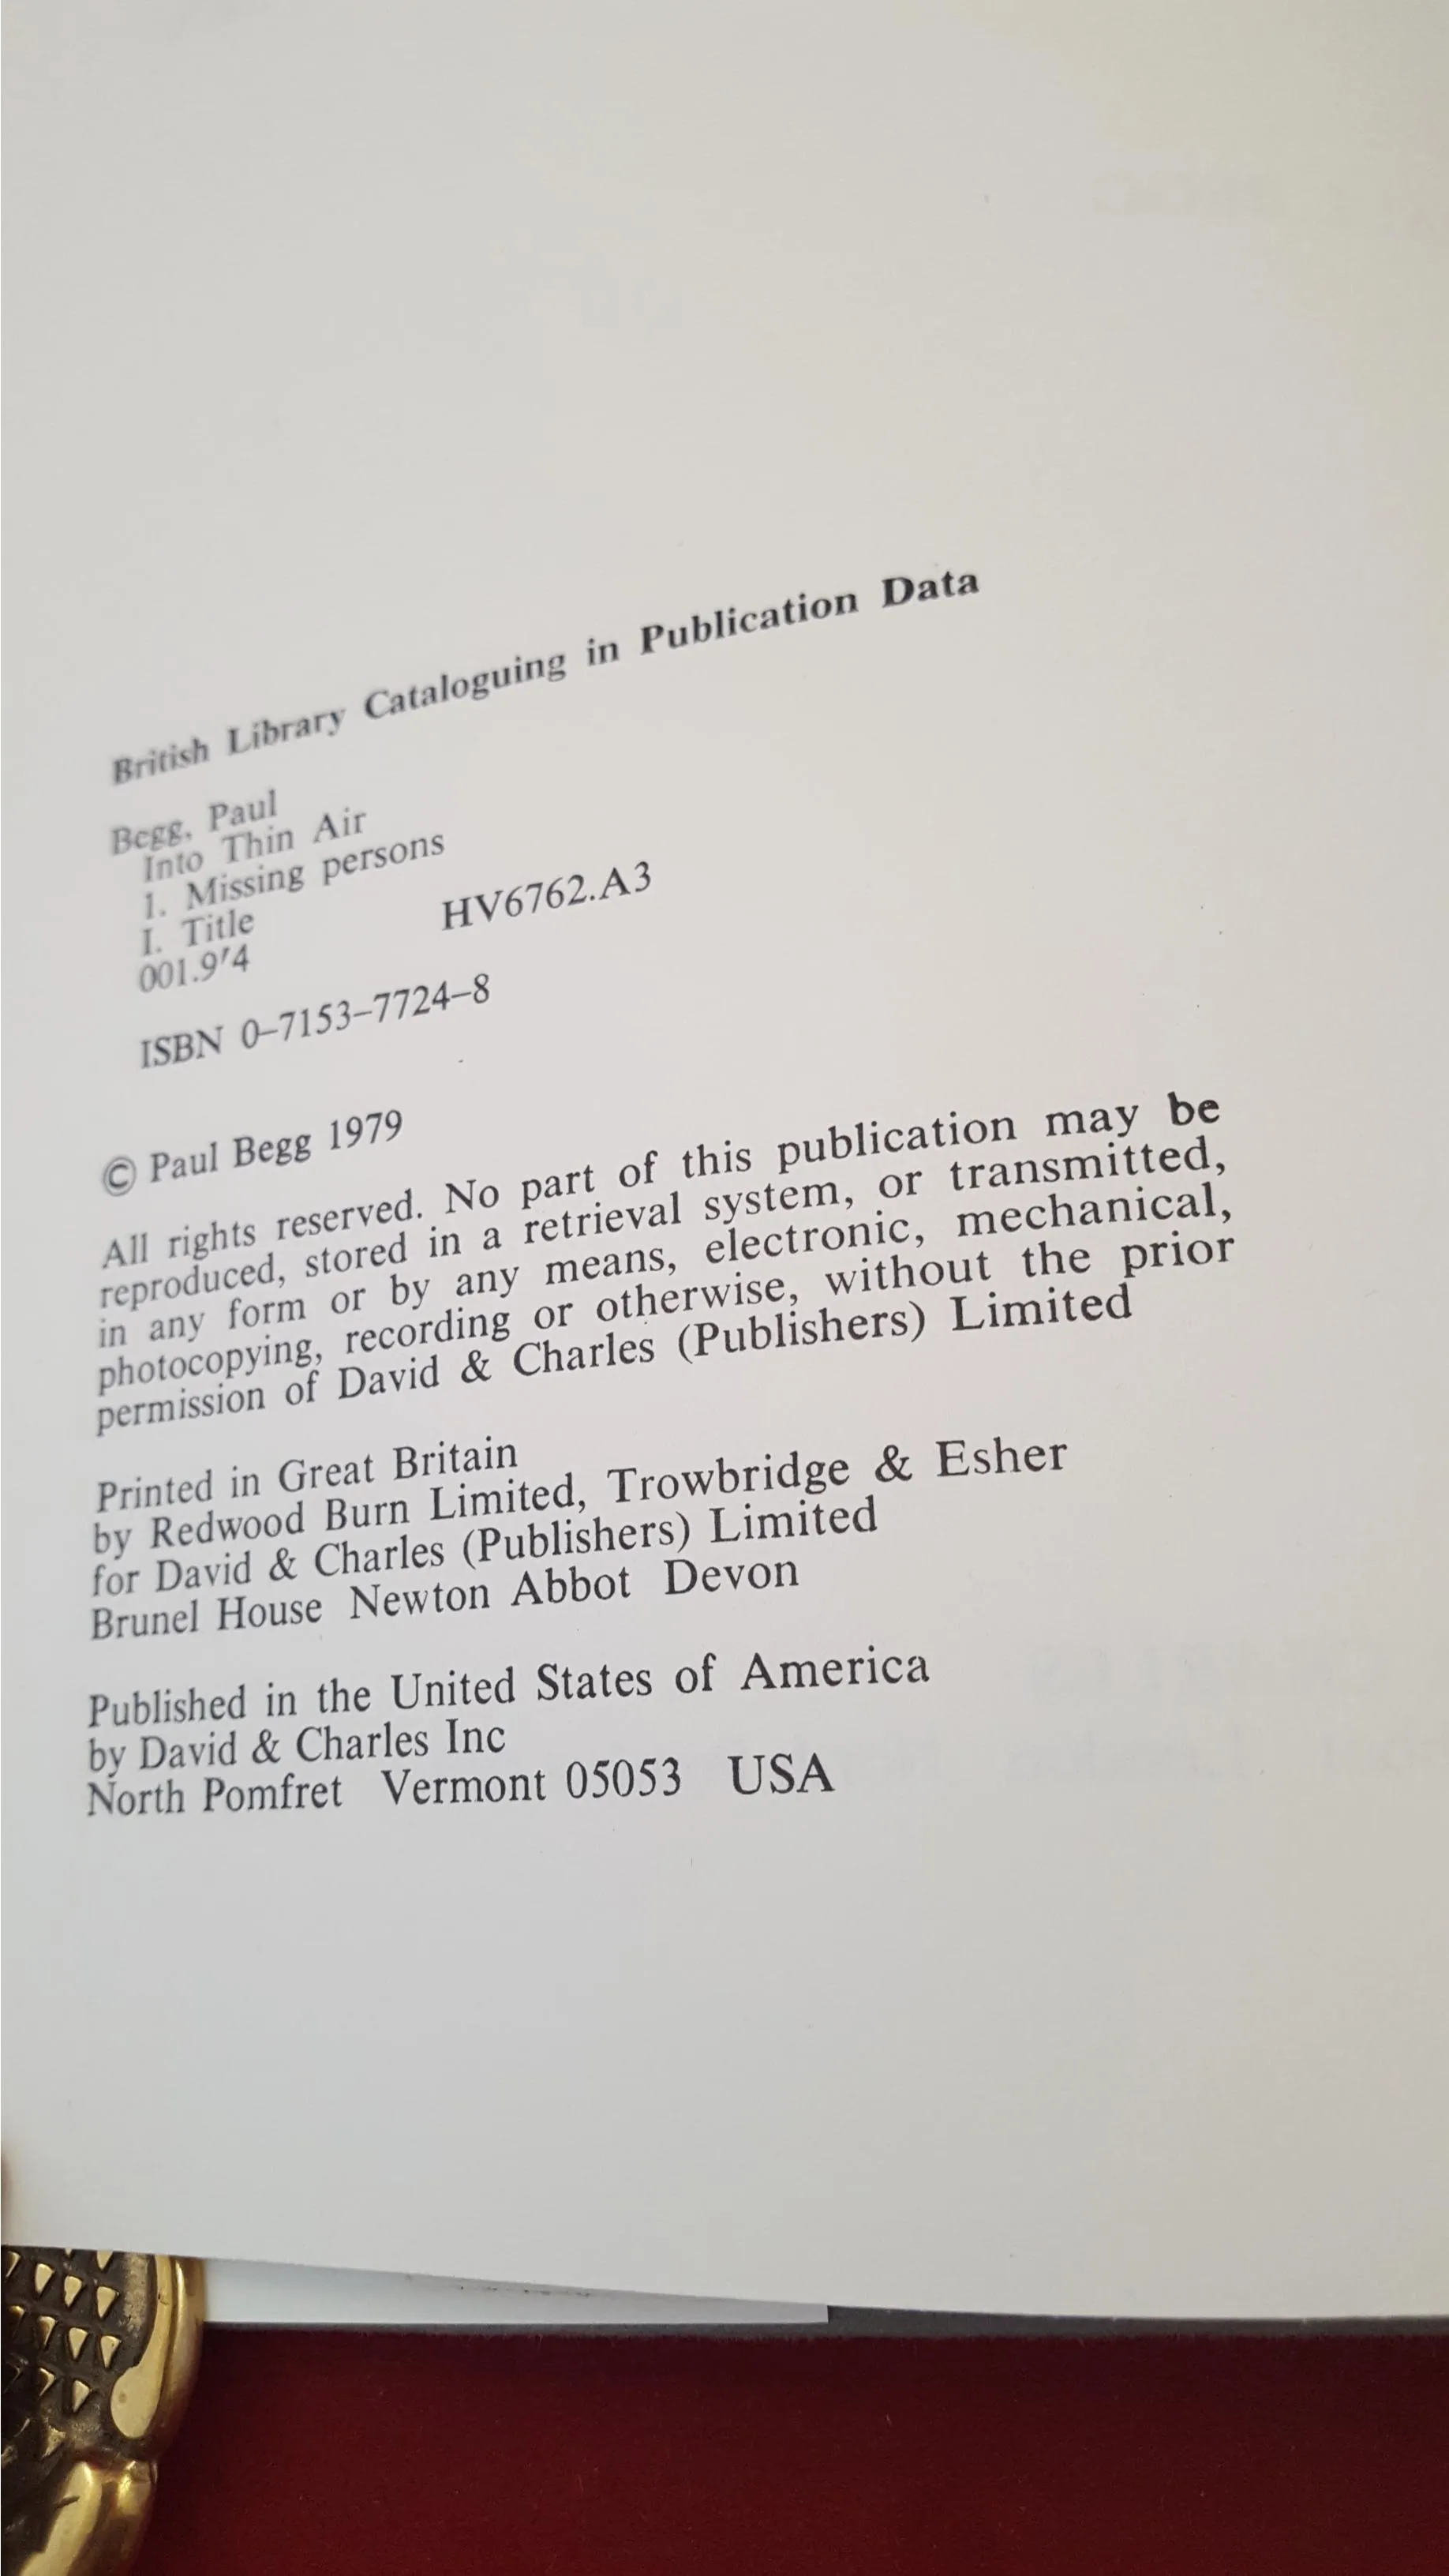 British Library Cataloguing in Publication Data
Begg, Paul
Into Thin Air
1. Missing persons
I. Title
001.9'4 HV6762.A3
ISBN 0–7153–7724–8
© Paul Begg 1979
All rights reserved. No part of this publication may be
reproduced, stored in a retrieval system, or transmitted,
in any form or by any means, electronic, mechanical,
photocopying, recording or otherwise, without the prior
permission of David & Charles (Publishers) Limited
Printed in Great Britain
by Redwood Burn Limited, Trowbridge & Esher
for David & Charles (Publishers) Limited
Brunel House Newton Abbot Devon
Published in the United States of America
by David & Charles Inc
North Pomfret Vermont 05053 USA